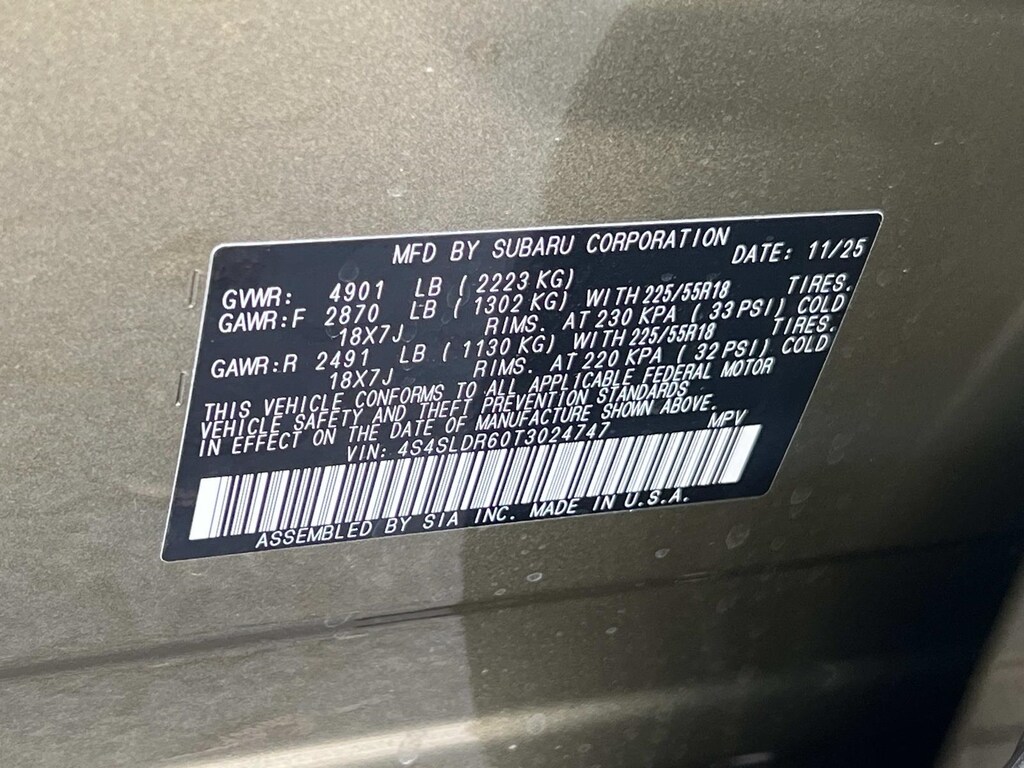 MFD BY SUBARU CORPORATION DATE: 11/25
GVWR: 4901 LB ( 2223 KG)
GAWR:F 2870 LB ( 1302 KG) WITH 225/55R18 TIRES.
18X7J RIMS. AT 230 KPA ( 33 PSI) COLD
GAWR:R 2491 LB ( 1130 KG) WITH 225/55R18 TIRES.
18X7J RIMS. AT 220 KPA ( 32 PSI) COLD
THIS VEHICLE CONFORMS TO ALL APPLICABLE FEDERAL MOTOR
VEHICLE SAFETY AND THEFT PREVENTION STANDARDS
IN EFFECT ON THE DATE OF MANUFACTURE SHOWN ABOVE.
VIN: 4S4SLDR60T3024747 MPV
ASSEMBLED BY SIA INC. MADE IN U.S.A.